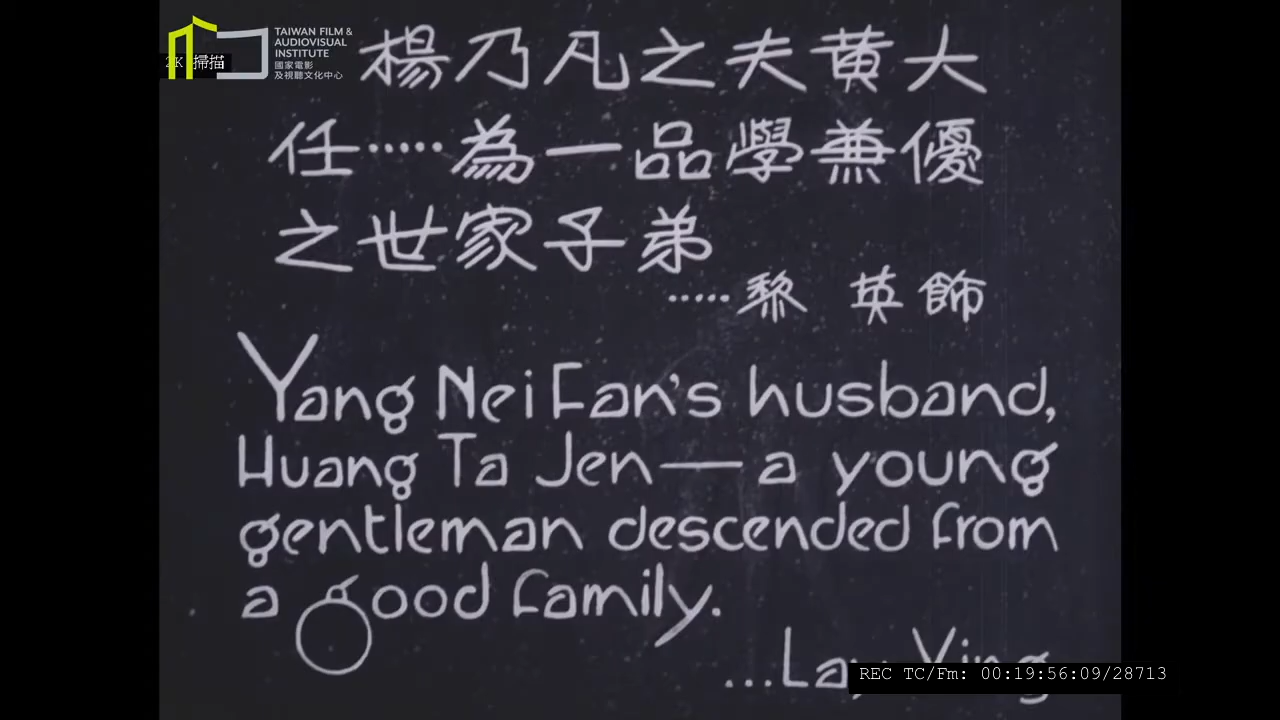 TAIWAN FILM &
AUDIOVISUAL
INSTITUTE
國家電影
及視聽文化中心
2K 掃描
楊乃凡之夫黃大
任·····為一品學兼優
之世家子弟
·····黎 英飾
Yang Nei Fan's husband,
Huang Ta Jen — a young
gentleman descended from
a good family.
...Lay Ying
REC TC/Fm: 00:19:56:09/28713